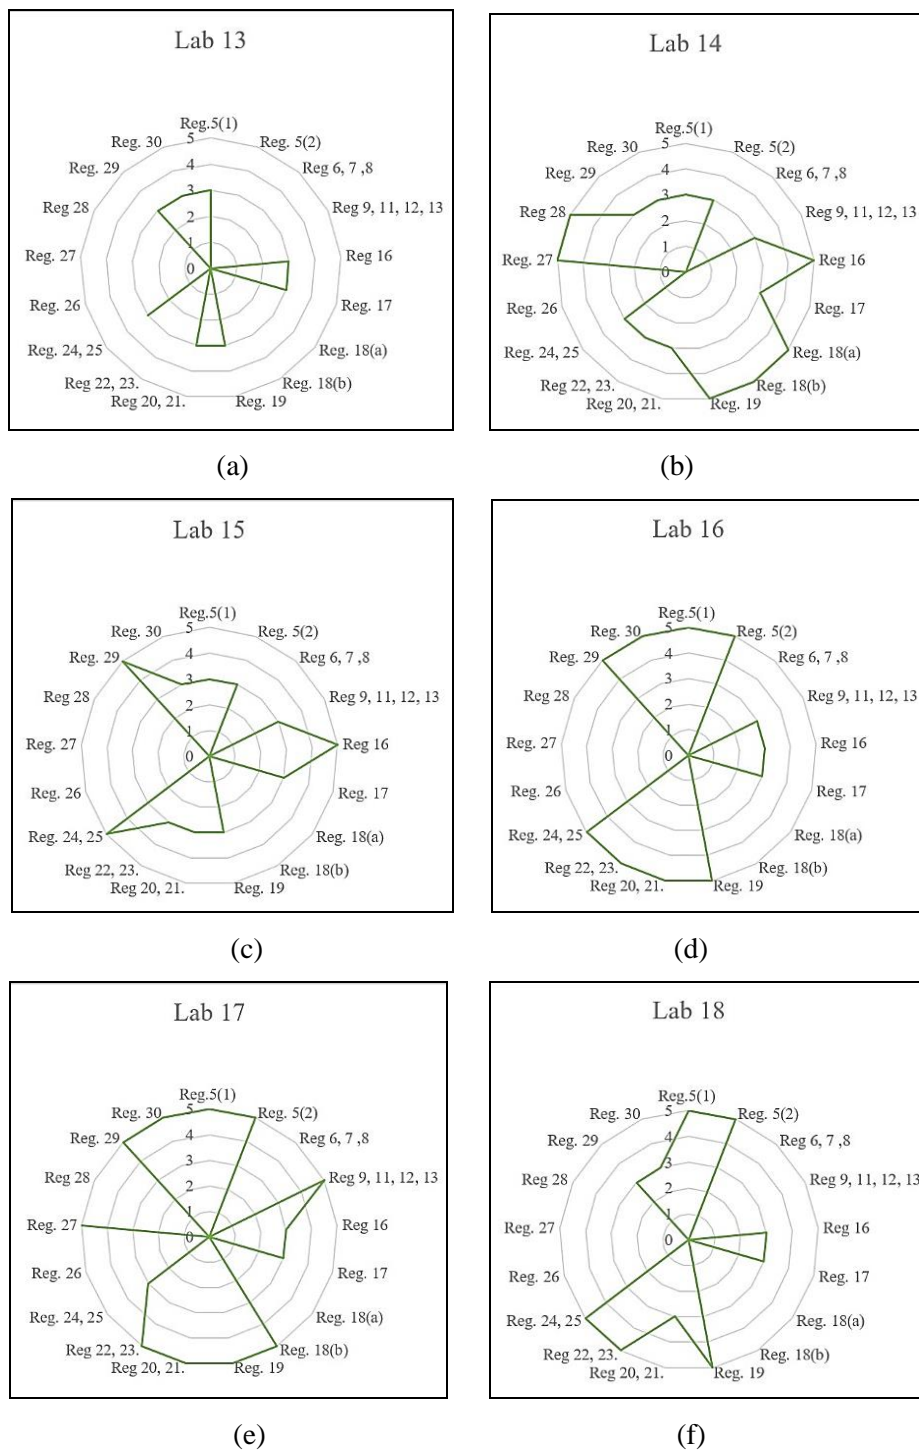 Lab 13
Reg.5(1)
Reg. 5(2)
Reg 6, 7 ,8
Reg 9, 11, 12, 13
Reg 16
Reg. 17
Reg. 18(a)
Reg. 18(b)
Reg. 19
Reg 20, 21.
Reg 22, 23.
Reg. 24, 25
Reg. 26
Reg. 27
Reg 28
Reg. 29
Reg. 30
5
4
3
2
1
0
(a)
Lab 14
Reg.5(1)
Reg. 5(2)
Reg 6, 7 ,8
Reg 9, 11, 12, 13
Reg 16
Reg. 17
Reg. 18(a)
Reg. 18(b)
Reg. 19
Reg 20, 21.
Reg 22, 23.
Reg. 24, 25
Reg. 26
Reg. 27
Reg 28
Reg. 29
Reg. 30
5
4
3
2
1
0
(b)
Lab 15
Reg.5(1)
Reg. 5(2)
Reg 6, 7 ,8
Reg 9, 11, 12, 13
Reg 16
Reg. 17
Reg. 18(a)
Reg. 18(b)
Reg. 19
Reg 20, 21.
Reg 22, 23.
Reg. 24, 25
Reg. 26
Reg. 27
Reg 28
Reg. 29
Reg. 30
5
4
3
2
1
0
(c)
Lab 16
Reg.5(1)
Reg. 5(2)
Reg 6, 7 ,8
Reg 9, 11, 12, 13
Reg 16
Reg. 17
Reg. 18(a)
Reg. 18(b)
Reg. 19
Reg 20, 21.
Reg 22, 23.
Reg. 24, 25
Reg. 26
Reg. 27
Reg 28
Reg. 29
Reg. 30
5
4
3
2
1
0
(d)
Lab 17
Reg.5(1)
Reg. 5(2)
Reg 6, 7 ,8
Reg 9, 11, 12, 13
Reg 16
Reg. 17
Reg. 18(a)
Reg. 18(b)
Reg. 19
Reg 20, 21.
Reg 22, 23.
Reg. 24, 25
Reg. 26
Reg. 27
Reg 28
Reg. 29
Reg. 30
5
4
3
2
1
0
(e)
Lab 18
Reg.5(1)
Reg. 5(2)
Reg 6, 7 ,8
Reg 9, 11, 12, 13
Reg 16
Reg. 17
Reg. 18(a)
Reg. 18(b)
Reg. 19
Reg 20, 21.
Reg 22, 23.
Reg. 24, 25
Reg. 26
Reg. 27
Reg 28
Reg. 29
Reg. 30
5
4
3
2
1
0
(f)